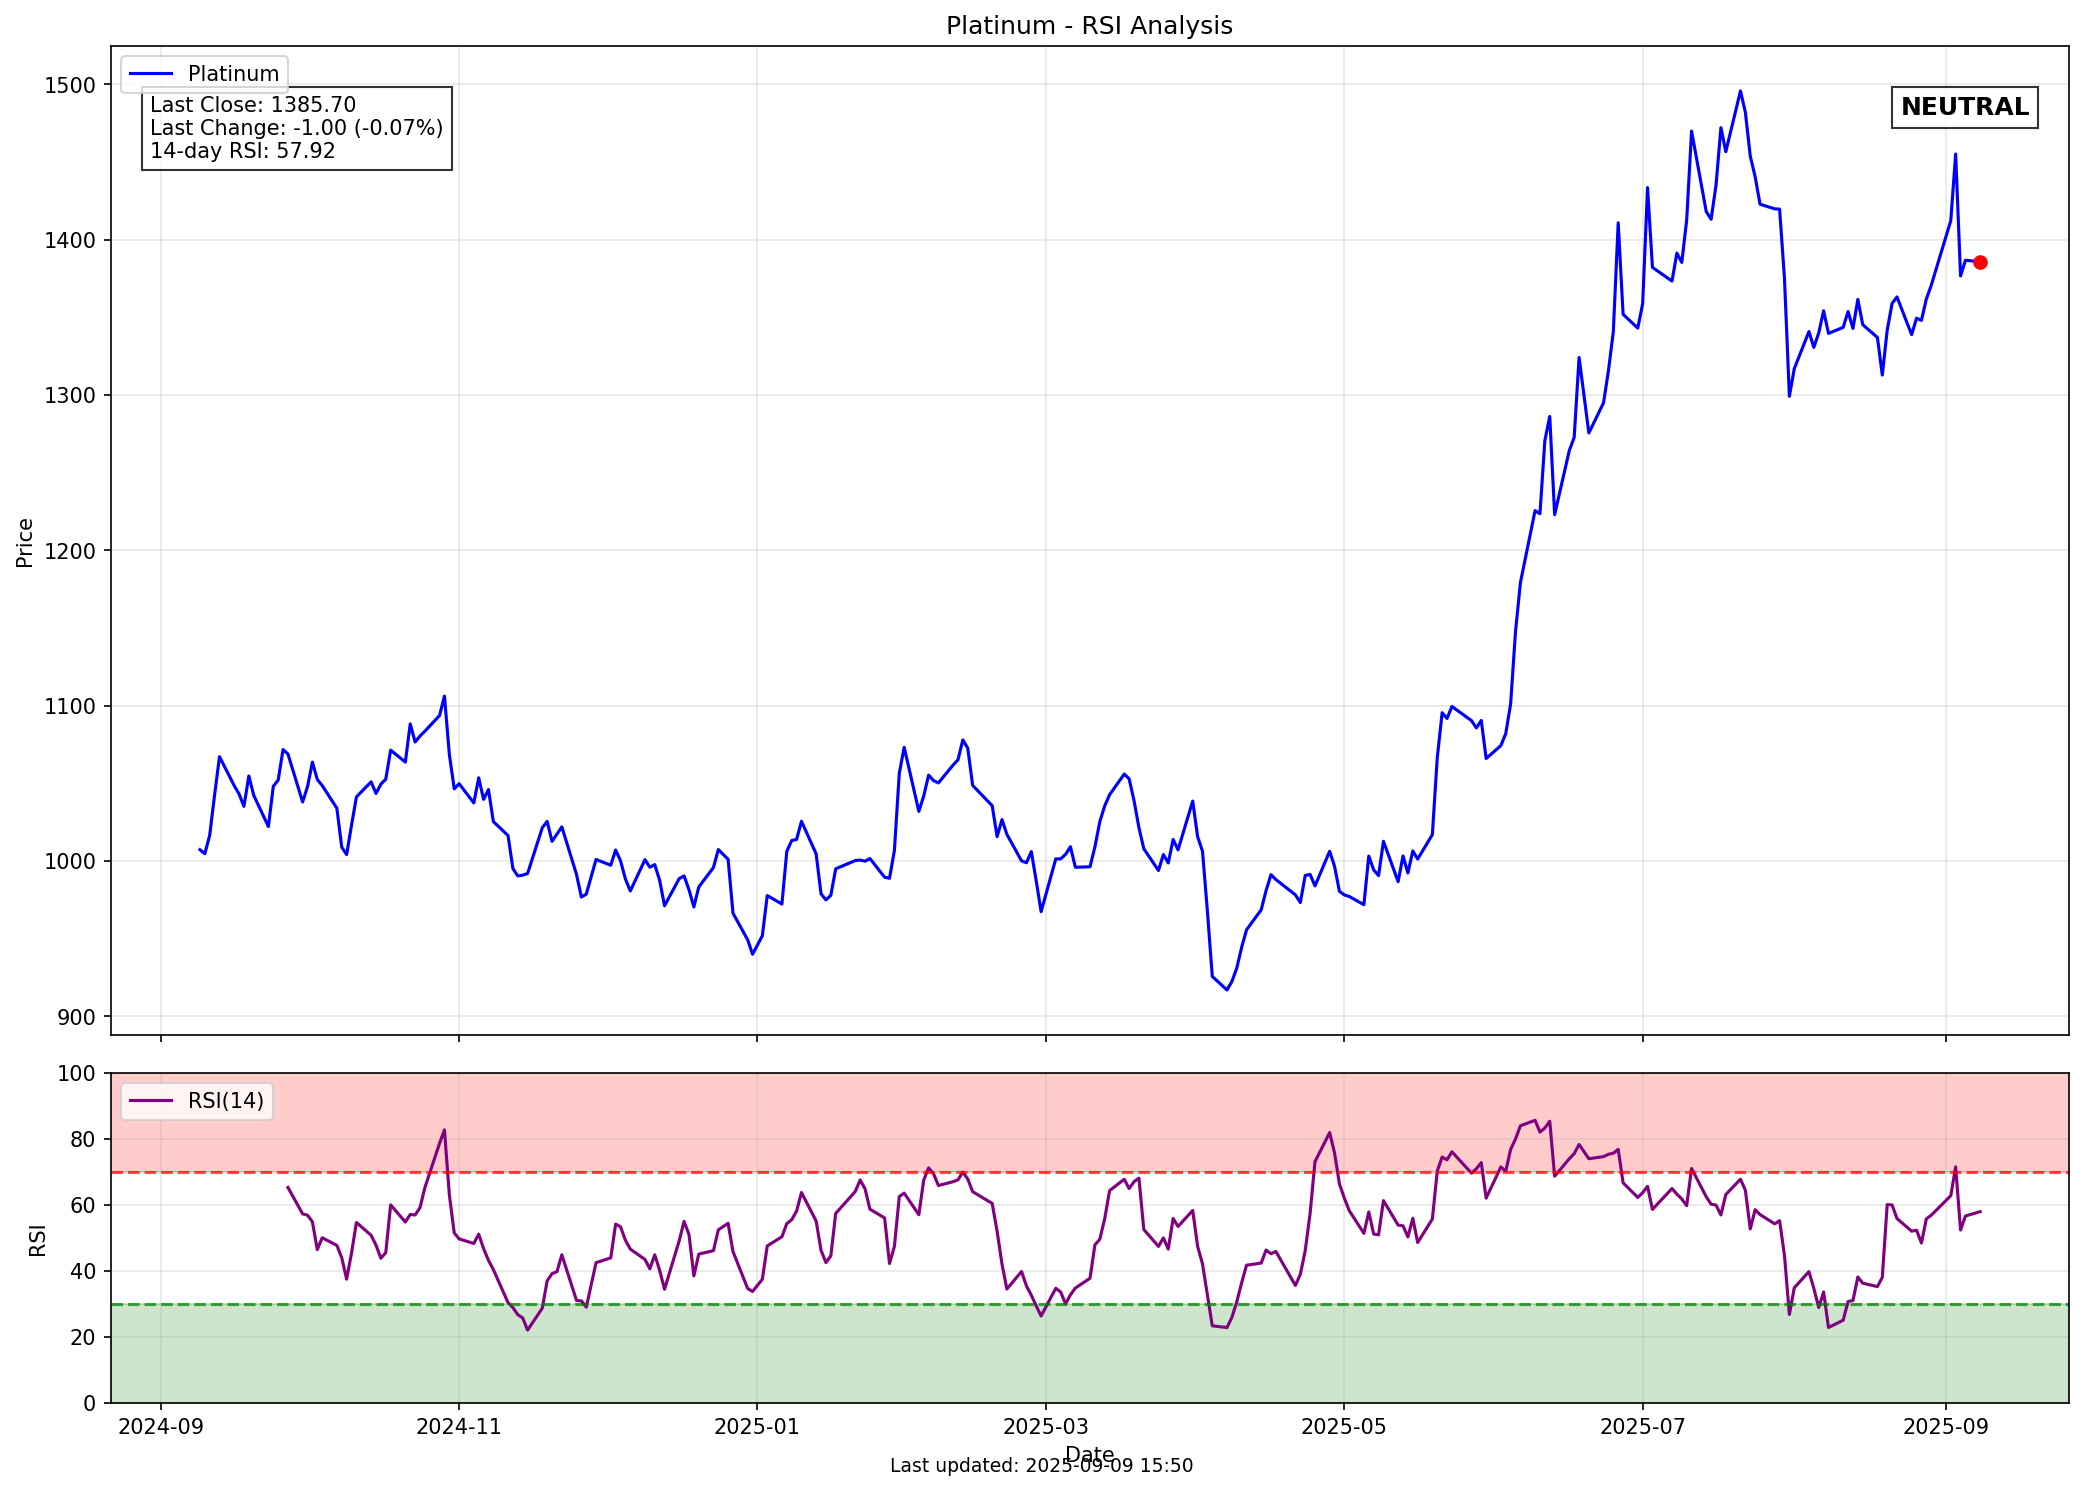 Platinum - RSI Analysis
Platinum
Last Close: 1385.70
Last Change: -1.00 (-0.07%)
14-day RSI: 57.92
NEUTRAL
1500
1400
1300
1200
1100
1000
900
Price
RSI(14)
100
80
60
40
20
0
RSI
2024-09 2024-11 2025-01 2025-03 2025-05 2025-07 2025-09
Date
Last updated: 2025-09-09 15:50